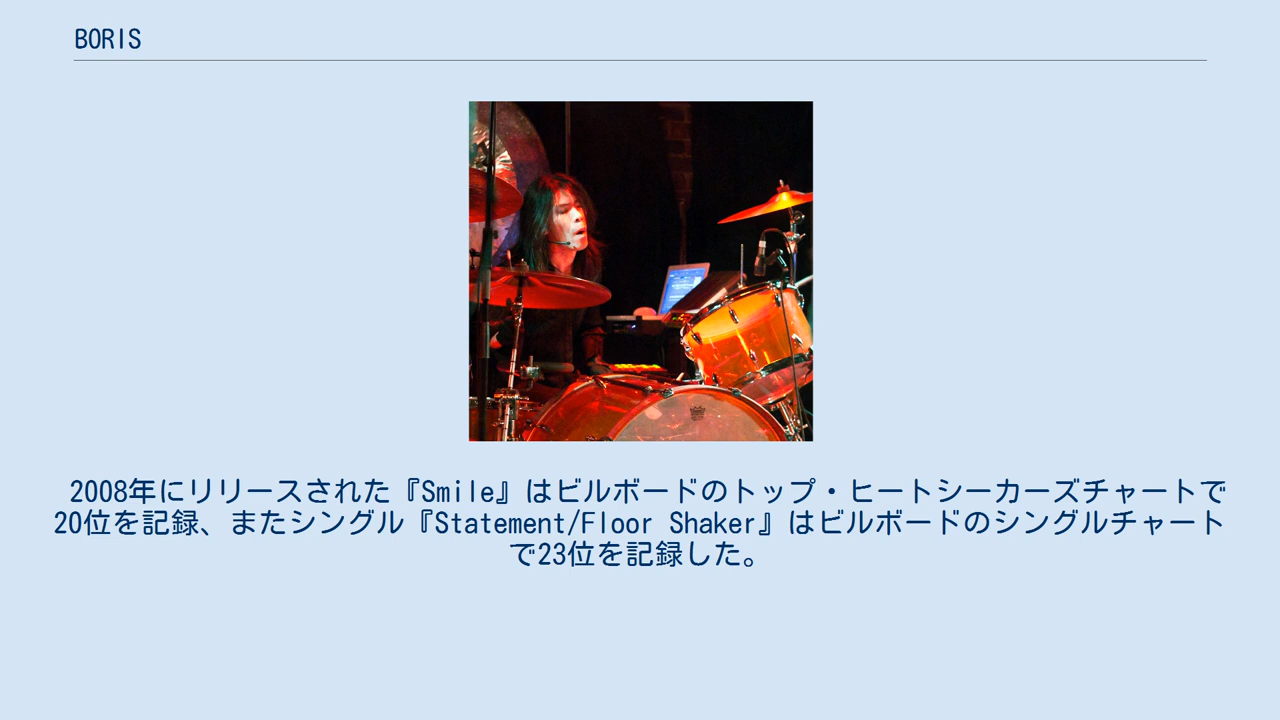 BORIS
2008年にリリースされた『Smile』はビルボードのトップ・ヒートシーカーズチャートで
20位を記録、またシングル『Statement/Floor Shaker』はビルボードのシングルチャート
で23位を記録した。